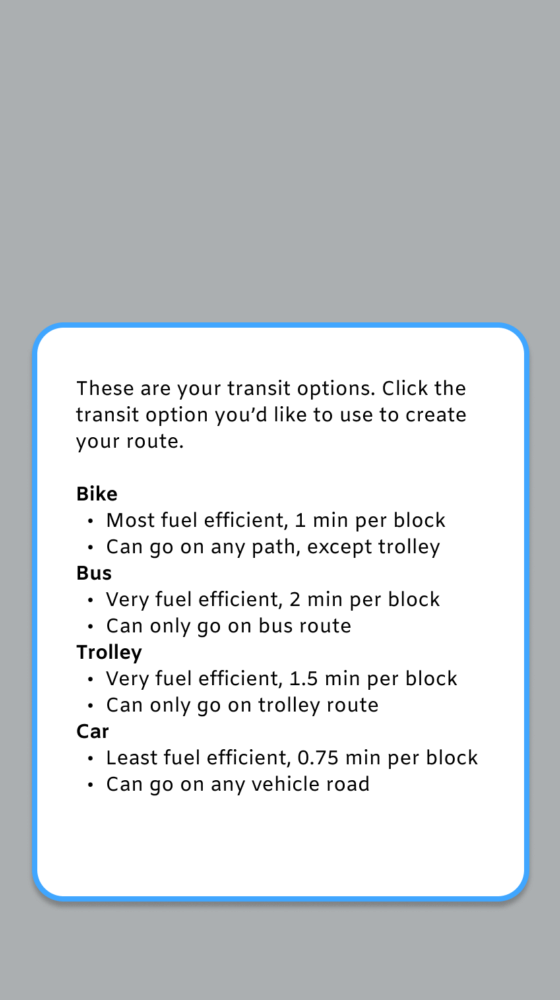 These are your transit options. Click the
transit option you’d like to use to create
your route.
Bike
• Most fuel efficient, 1 min per block
• Can go on any path, except trolley
Bus
• Very fuel efficient, 2 min per block
• Can only go on bus route
Trolley
• Very fuel efficient, 1.5 min per block
• Can only go on trolley route
Car
• Least fuel efficient, 0.75 min per block
• Can go on any vehicle road